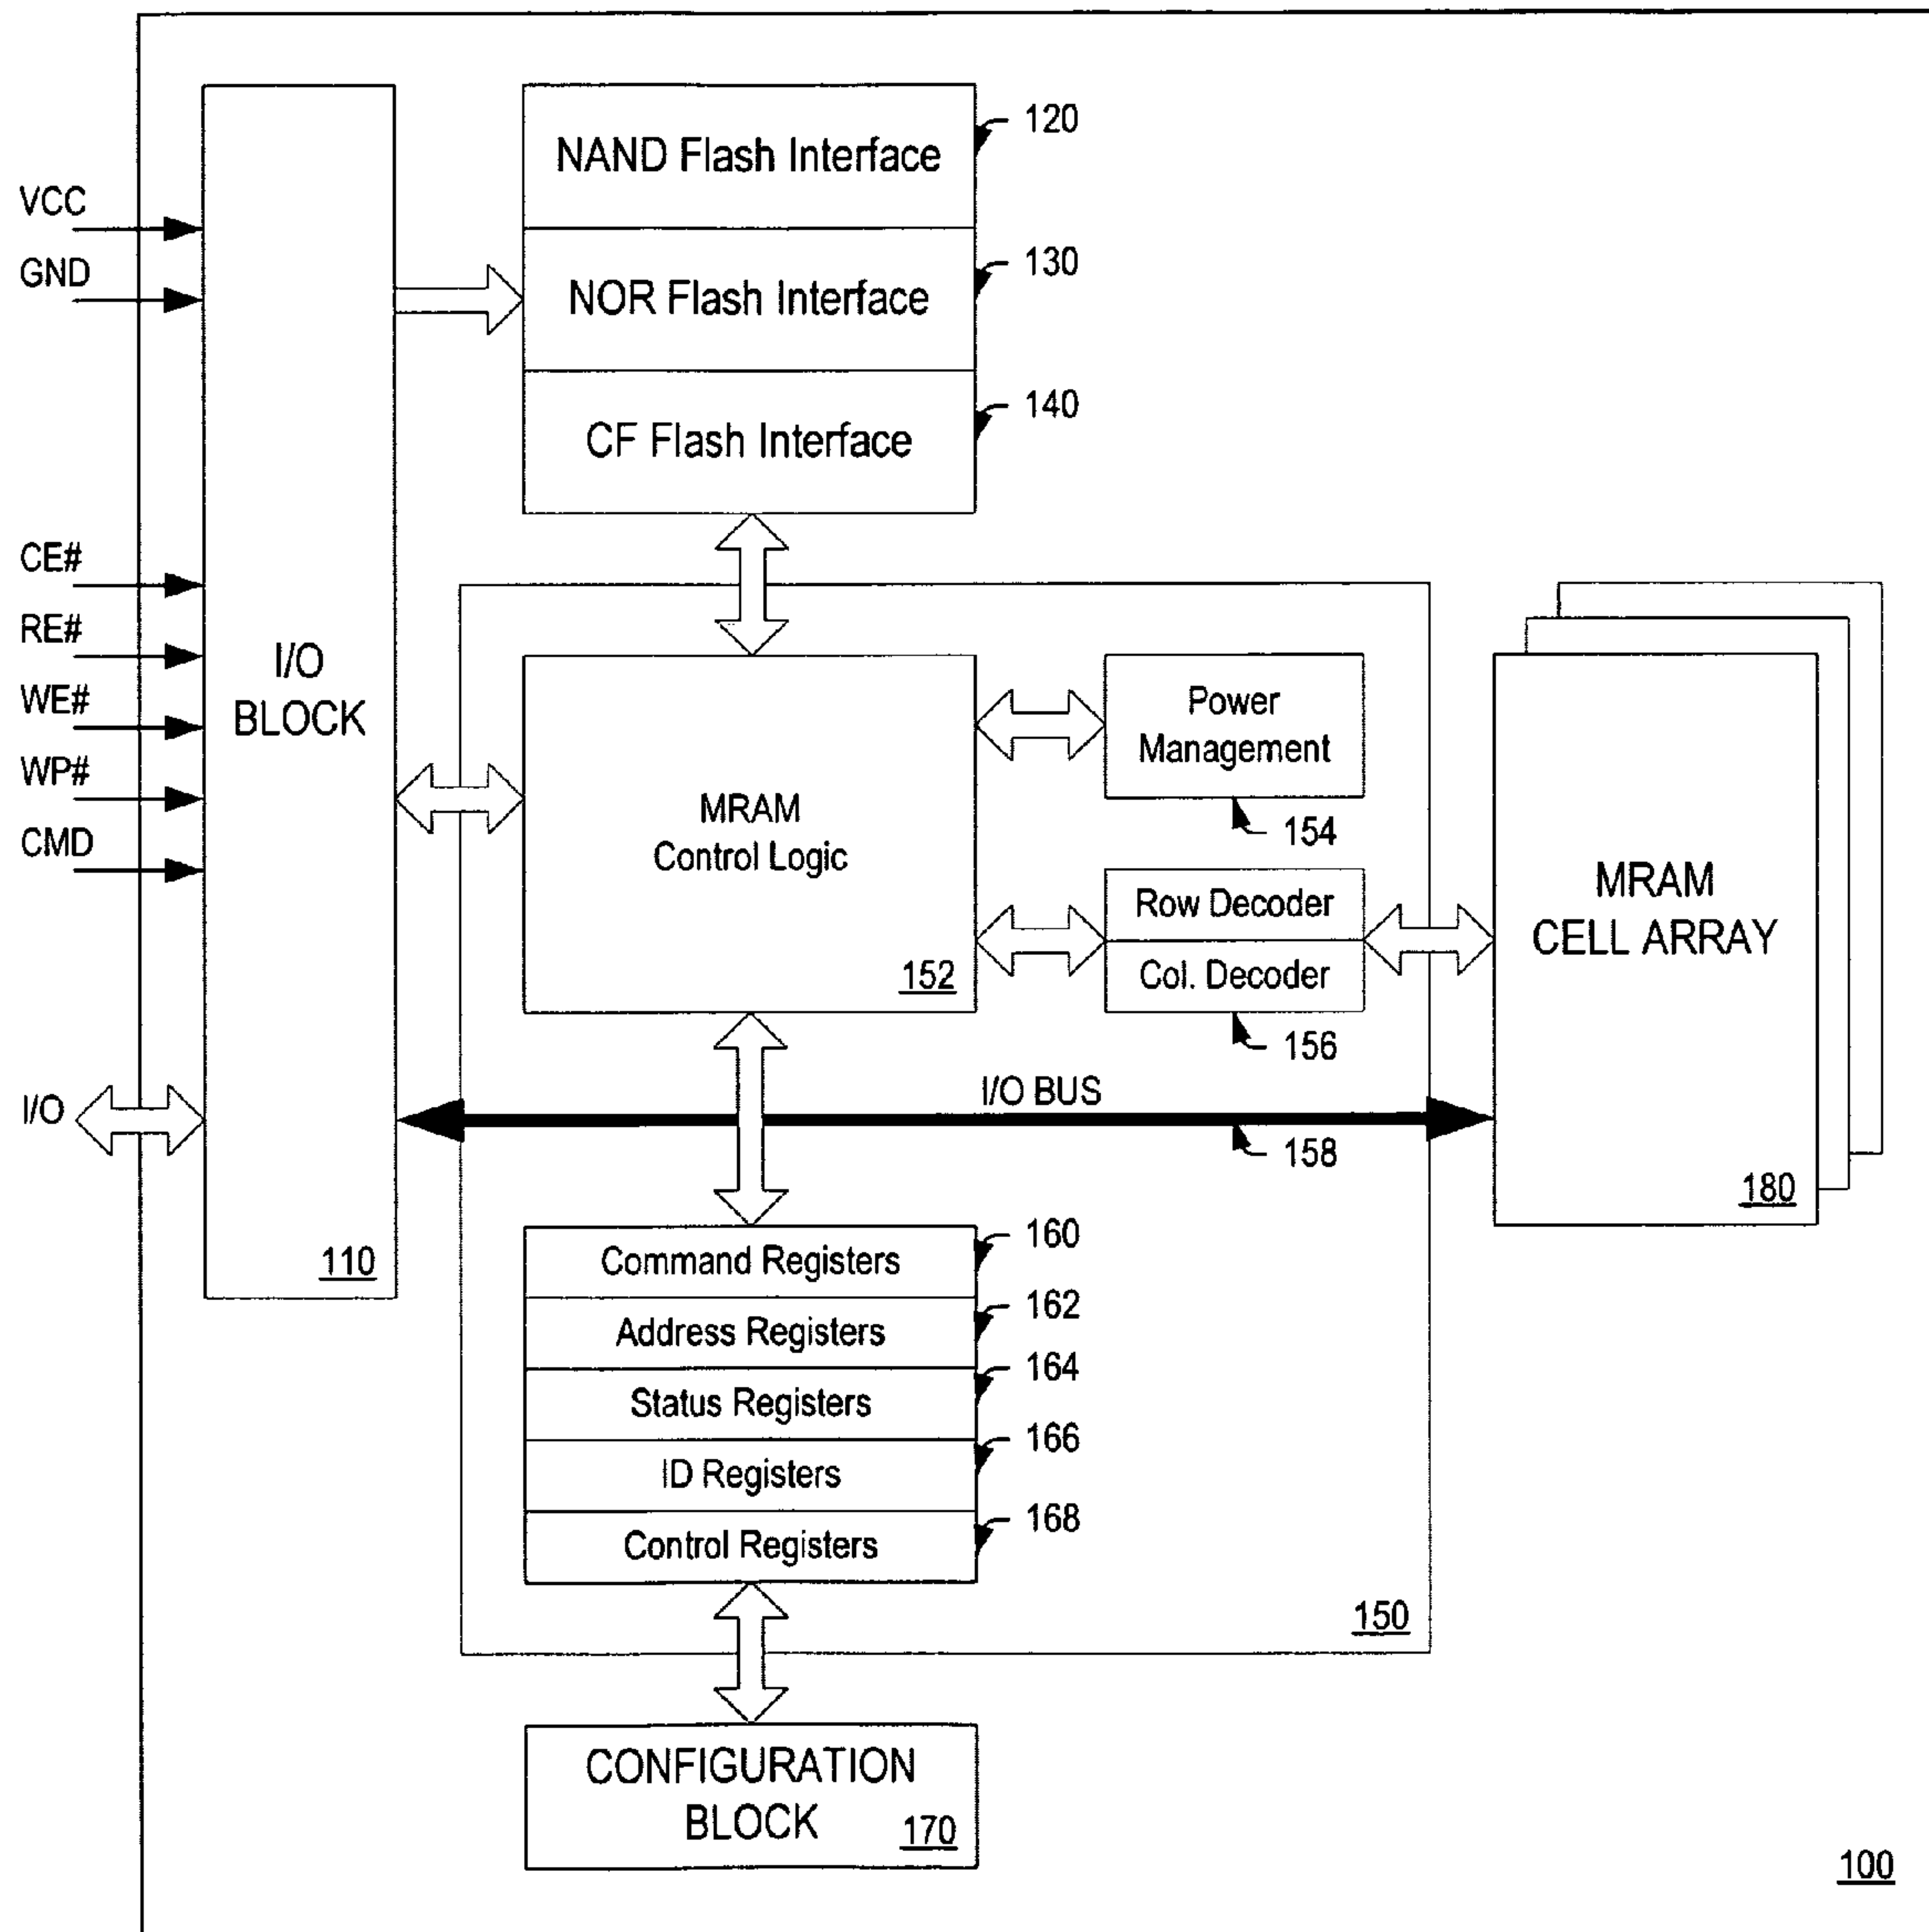 VCC
GND
CE#
RE#
WE#
WP#
CMD
I/O
I/O
BLOCK
110
NAND Flash Interface
120
NOR Flash Interface
130
CF Flash Interface
140
MRAM
Control Logic
152
Power
Management
154
Row Decoder
Col. Decoder
156
MRAM
CELL ARRAY
180
I/O BUS
158
Command Registers
160
Address Registers
162
Status Registers
164
ID Registers
166
Control Registers
168
150
CONFIGURATION
BLOCK
170
100